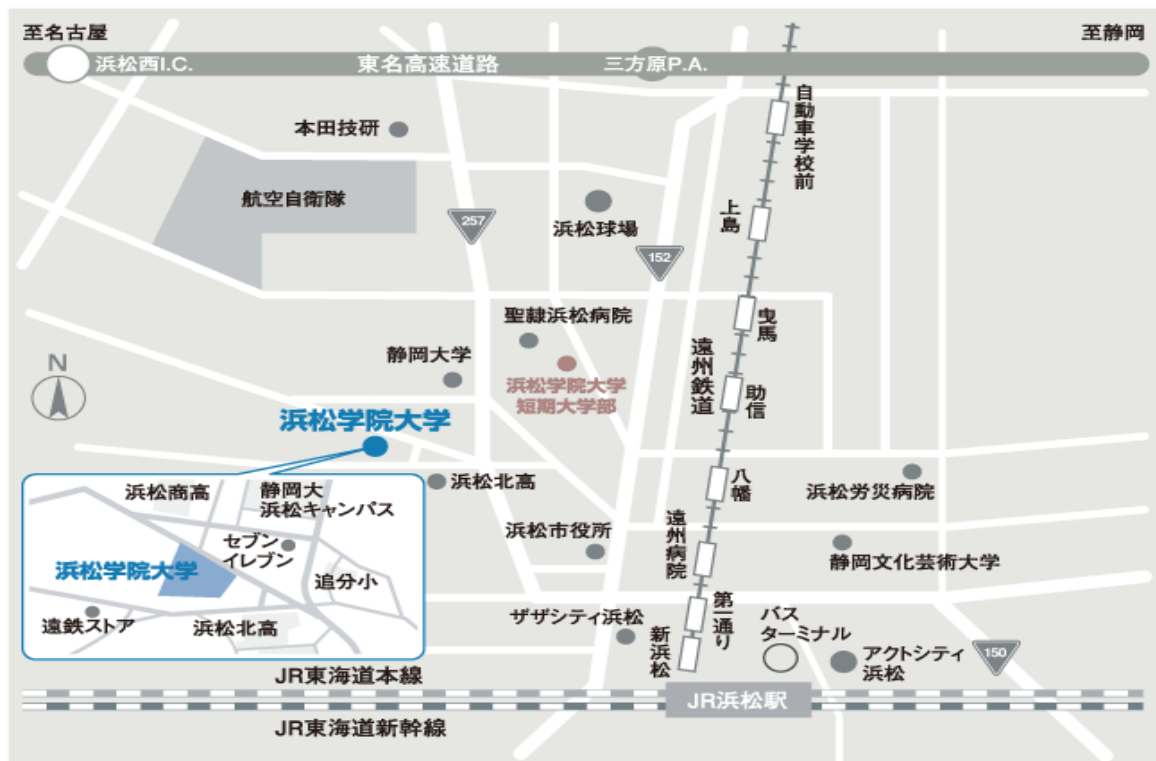 至名古屋
至静岡
浜松西I.C.
東名高速道路
三方原P.A.
自動車学校前
本田技研
航空自衛隊
257
浜松球場
上島
152
聖隷浜松病院
曳馬
静岡大学
浜松学院大学
短期大学部
遠州鉄道
助信
N
浜松学院大学
浜松北高
八幡
浜松労災病院
浜松商高
静岡大
浜松キャンパス
セブン
イレブン
浜松学院大学
追分小
遠鉄ストア
浜松北高
浜松市役所
遠州病院
静岡文化芸術大学
ザザシティ浜松
第一通り
新浜松
バス
ターミナル
アクトシティ
浜松
150
JR東海道本線
JR浜松駅
JR東海道新幹線